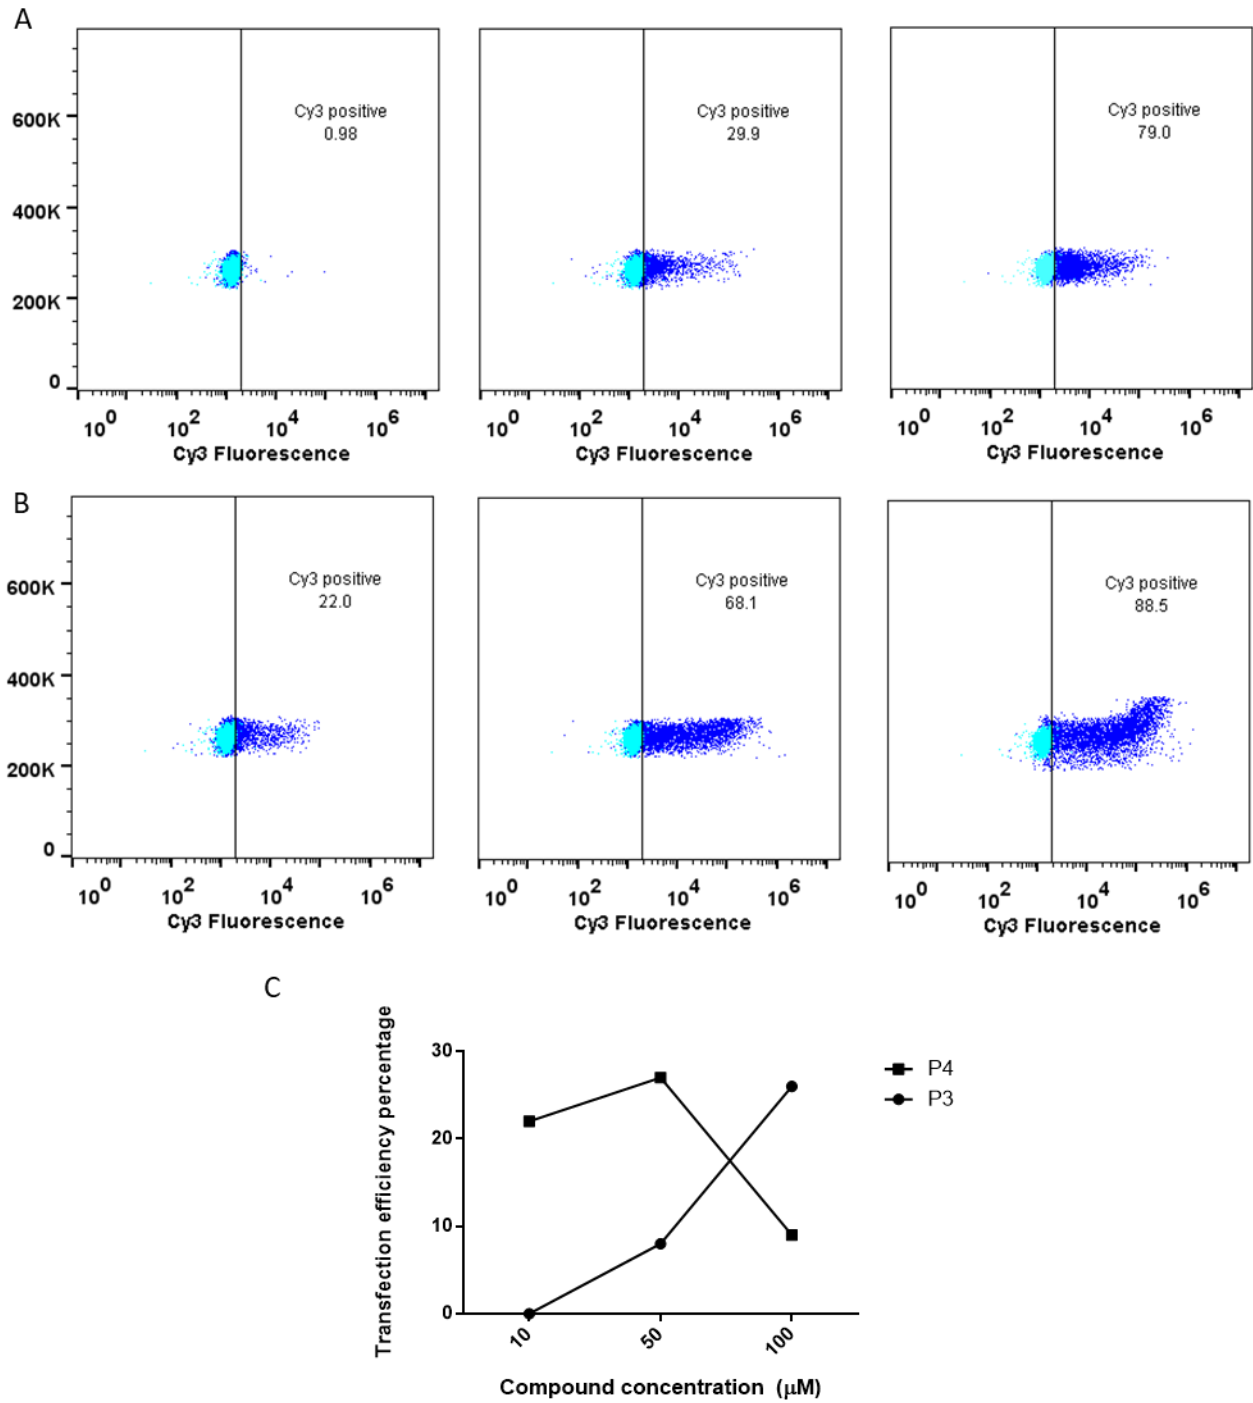 A
Cy3 positive
0.98
Cy3 positive
29.9
Cy3 positive
79.0
600K
400K
200K
0
10^0 10^2 10^4 10^6
Cy3 Fluorescence
10^0 10^2 10^4 10^6
Cy3 Fluorescence
10^0 10^2 10^4 10^6
Cy3 Fluorescence
B
Cy3 positive
22.0
Cy3 positive
68.1
Cy3 positive
88.5
600K
400K
200K
0
10^0 10^2 10^4 10^6
Cy3 Fluorescence
10^0 10^2 10^4 10^6
Cy3 Fluorescence
10^0 10^2 10^4 10^6
Cy3 Fluorescence
C
Transfection efficiency percentage
30
20
10
0
10 50 100
Compound concentration (μM)
P4
P3